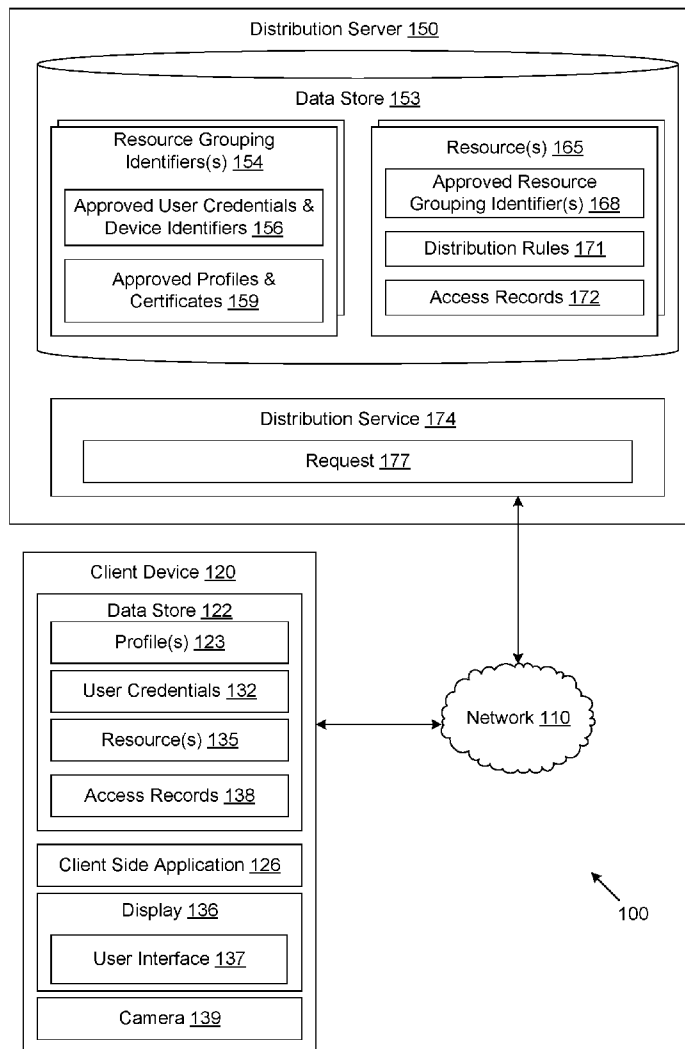 Distribution Server 150
Data Store 153
Resource Grouping
Identifiers(s) 154
Approved User Credentials &
Device Identifiers 156
Approved Profiles &
Certificates 159
Resource(s) 165
Approved Resource
Grouping Identifier(s) 168
Distribution Rules 171
Access Records 172
Distribution Service 174
Request 177
Client Device 120
Data Store 122
Profile(s) 123
User Credentials 132
Resource(s) 135
Access Records 138
Client Side Application 126
Display 136
User Interface 137
Camera 139
Network 110
100